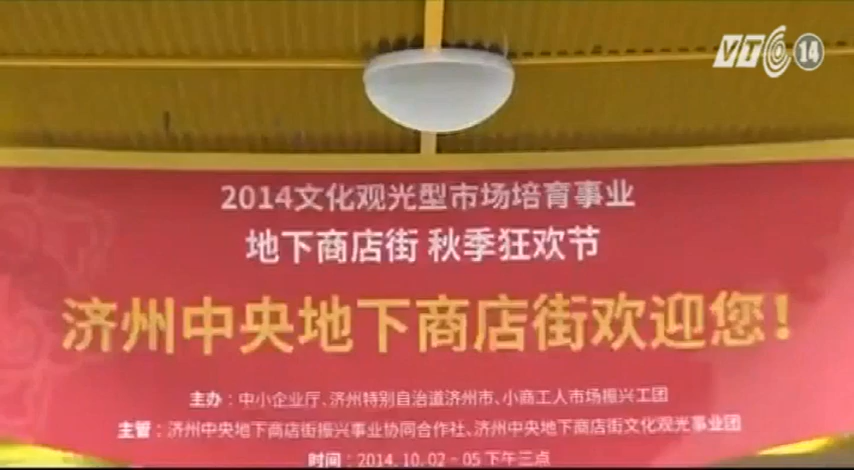 VTC 14
2014文化观光型市场培育事业
地下商店街 秋季狂欢节
济州中央地下商店街欢迎您!
主办:中小企业厅、济州特别自治道济州市、小商工人市场振兴工团
主管:济州中央地下商店街振兴事业协同合作社、济州中央地下商店街文化观光事业团
时间:2014.10.02-05 下午三点